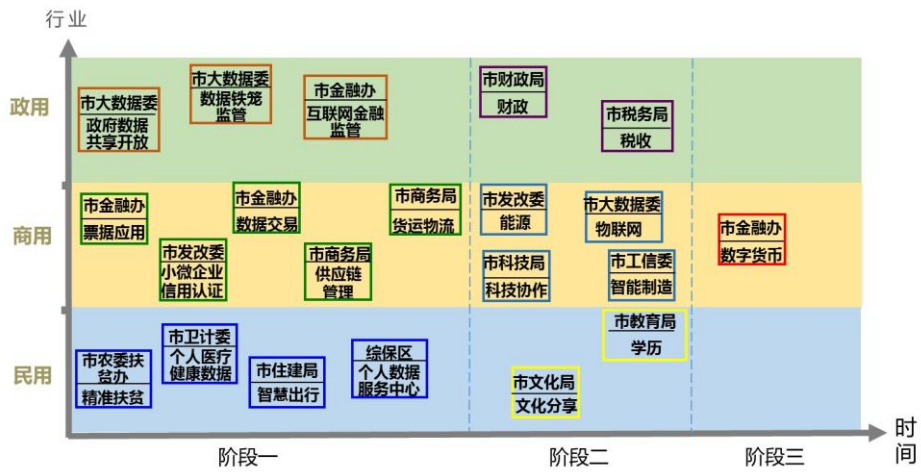 行业
政用
市大数据委
政府数据
共享开放
市大数据委
数据铁笼
监管
市金融办
互联网金融
监管
市财政局
财政
市税务局
税收
商用
市金融办
票据应用
市发改委
小微企业
信用认证
市金融办
数据交易
市商务局
供应链
管理
市商务局
货运物流
市发改委
能源
市科技局
科技协作
市大数据委
物联网
市工信委
智能制造
市金融办
数字货币
民用
市农委扶
贫办
精准扶贫
市卫计委
个人医疗
健康数据
市住建局
智慧出行
综保区
个人数据
服务中心
市文化局
文化分享
市教育局
学历
阶段一
阶段二
阶段三
时
间